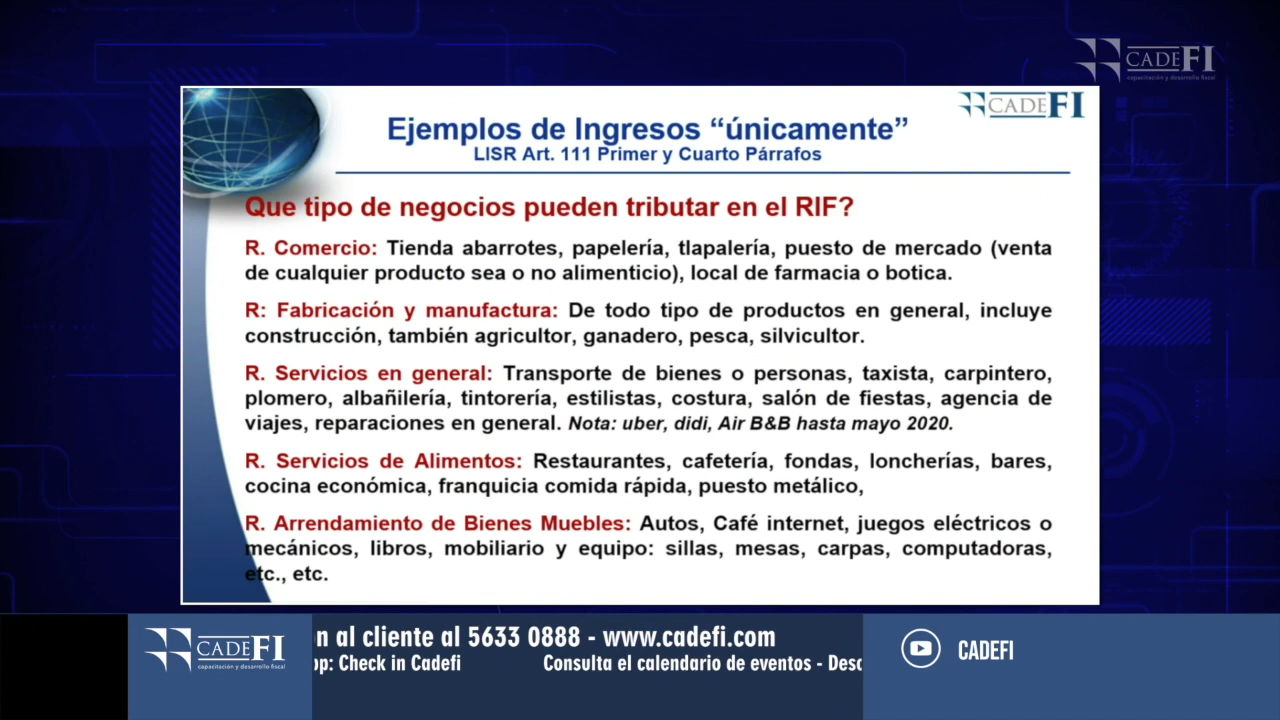 CADEFI
capacitación y desarrollo fiscal
CADEFI
Ejemplos de Ingresos “únicamente”
LISR Art. 111 Primer y Cuarto Párrafos
Que tipo de negocios pueden tributar en el RIF?
R. Comercio: Tienda abarrotes, papelería, tlapalería, puesto de mercado (venta
de cualquier producto sea o no alimenticio), local de farmacia o botica.
R: Fabricación y manufactura: De todo tipo de productos en general, incluye
construcción, también agricultor, ganadero, pesca, silvicultor.
R. Servicios en general: Transporte de bienes o personas, taxista, carpintero,
plomero, albañilería, tintorería, estilistas, costura, salón de fiestas, agencia de
viajes, reparaciones en general. Nota: uber, didi, Air B&B hasta mayo 2020.
R. Servicios de Alimentos: Restaurantes, cafetería, fondas, loncherías, bares,
cocina económica, franquicia comida rápida, puesto metálico,
R. Arrendamiento de Bienes Muebles: Autos, Café internet, juegos eléctricos o
mecánicos, libros, mobiliario y equipo: sillas, mesas, carpas, computadoras,
etc., etc.
CADEFI
capacitación y desarrollo fiscal
n al cliente al 5633 0888 - www.cadefi.com
pp: Check in Cadefi Consulta el calendario de eventos - Desc
CADEFI